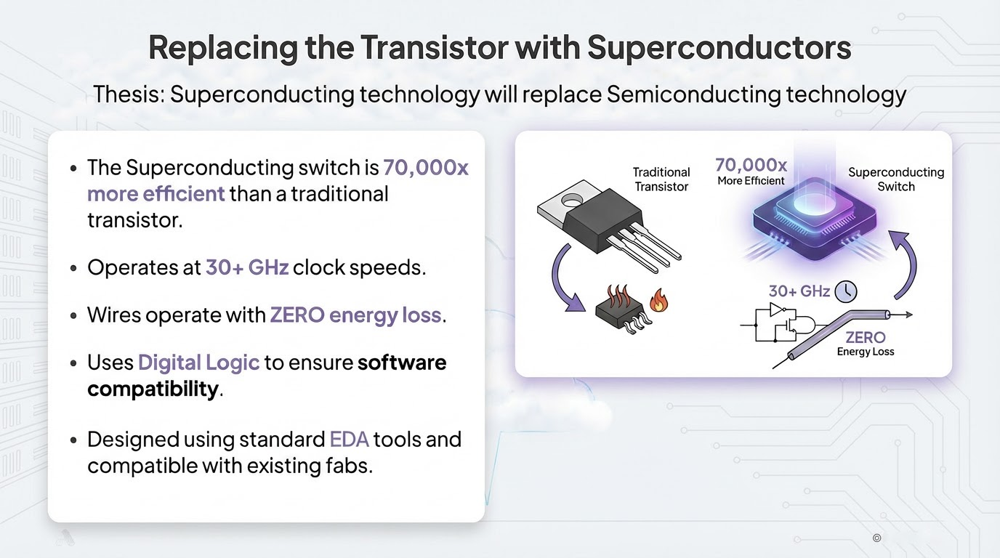 Replacing the Transistor with Superconductors
Thesis: Superconducting technology will replace Semiconducting technology
• The Superconducting switch is 70,000x
more efficient than a traditional
transistor.
• Operates at 30+ GHz clock speeds.
• Wires operate with ZERO energy loss.
• Uses Digital Logic to ensure software
compatibility.
• Designed using standard EDA tools and
compatible with existing fabs.
Traditional
Transistor
70,000x
More Efficient
Superconducting
Switch
30+ GHz
ZERO
Energy Loss
©